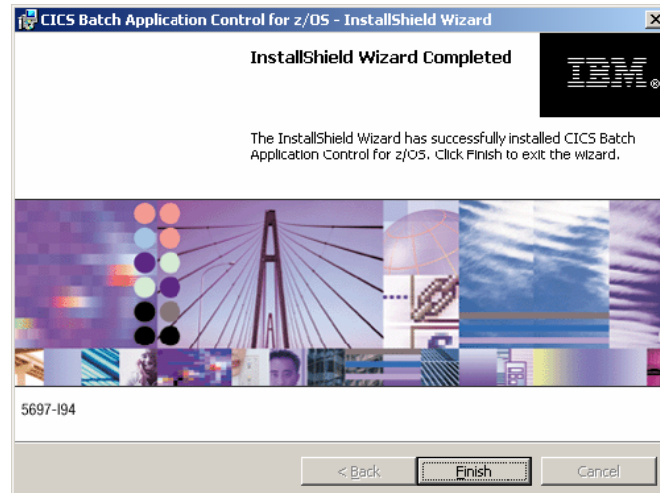 CICS Batch Application Control for z/OS - InstallShield Wizard
InstallShield Wizard Completed
IBM®
The InstallShield Wizard has successfully installed CICS Batch
Application Control for z/OS. Click Finish to exit the wizard.
5697-I94
< Back
Finish
Cancel